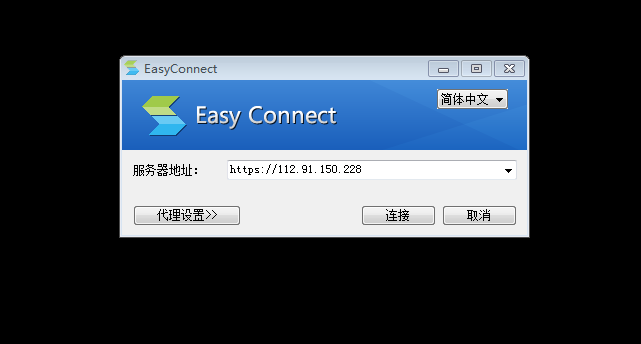 EasyConnect
Easy Connect
简体中文
服务器地址：
https://112.91.150.228
代理设置>>
连接
取消